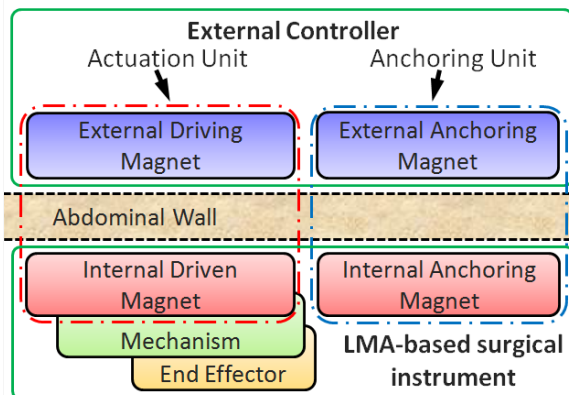 External Controller
Actuation Unit
Anchoring Unit
External Driving
Magnet
External Anchoring
Magnet
Abdominal Wall
Internal Driven
Magnet
Internal Anchoring
Magnet
Mechanism
End Effector
LMA-based surgical
instrument